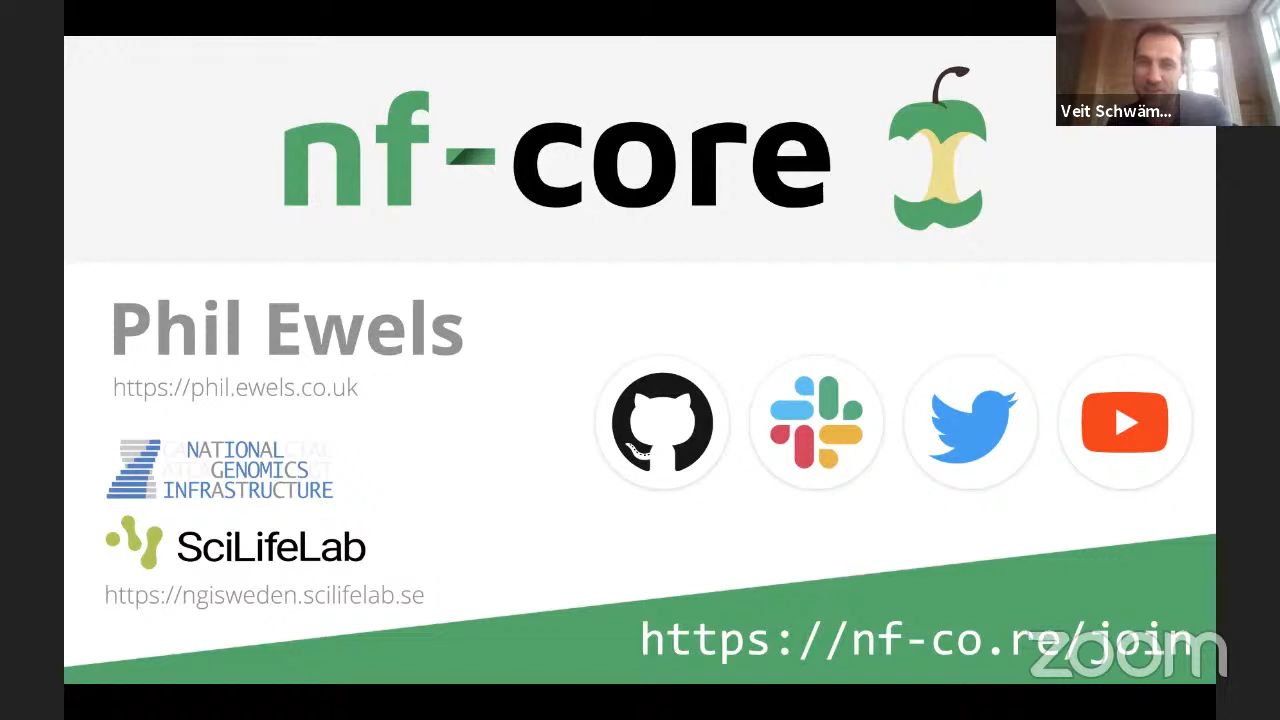 nf-core
Veit Schwäm...
Phil Ewels
https://phil.ewels.co.uk
NATIONAL
GENOMICS
INFRASTRUCTURE
SciLifeLab
https://ngisweden.scilifelab.se
https://nf-co.re/join
zoom